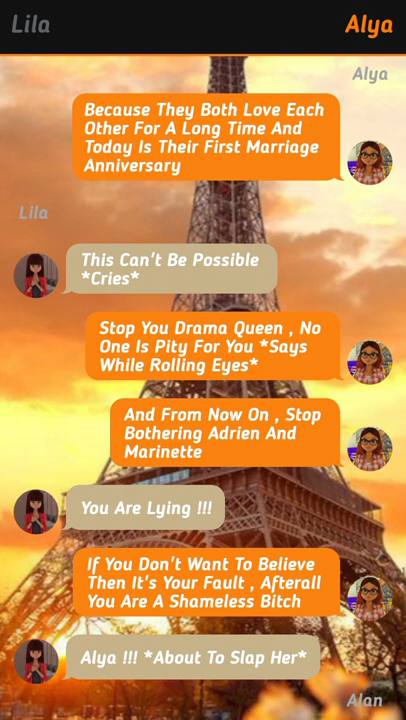 Lila
Alya
Alya
Because They Both Love Each
Other For A Long Time And
Today Is Their First Marriage
Anniversary
Lila
This Can't Be Possible
*Cries*
Stop You Drama Queen , No
One Is Pity For You *Says
While Rolling Eyes*
And From Now On , Stop
Bothering Adrien And
Marinette
You Are Lying !!!
If You Don't Want To Believe
Then It's Your Fault , Afterall
You Are A Shameless Bitch
Alya !!! *About To Slap Her*
Alan